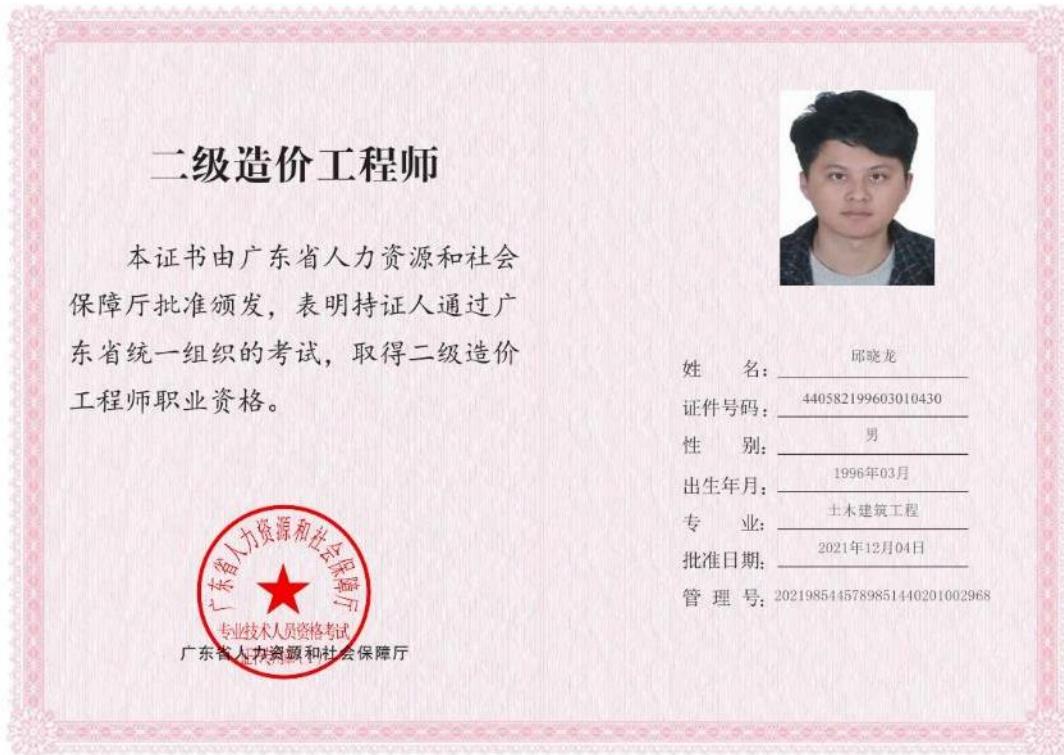 二级造价工程师
本证书由广东省人力资源和社会
保障厅批准颁发，表明持证人通过广
东省统一组织的考试，取得二级造价
工程师职业资格。
姓 名：邱晓龙
证件号码：440582199603010430
性 别：男
出生年月：1996年03月
专 业：土木建筑工程
批准日期：2021年12月04日
管 理 号：20219854457898514402010029​68
广东省人力资源和社会保障厅
专业技术人员资格考试
广东省人力资源和社会保障厅